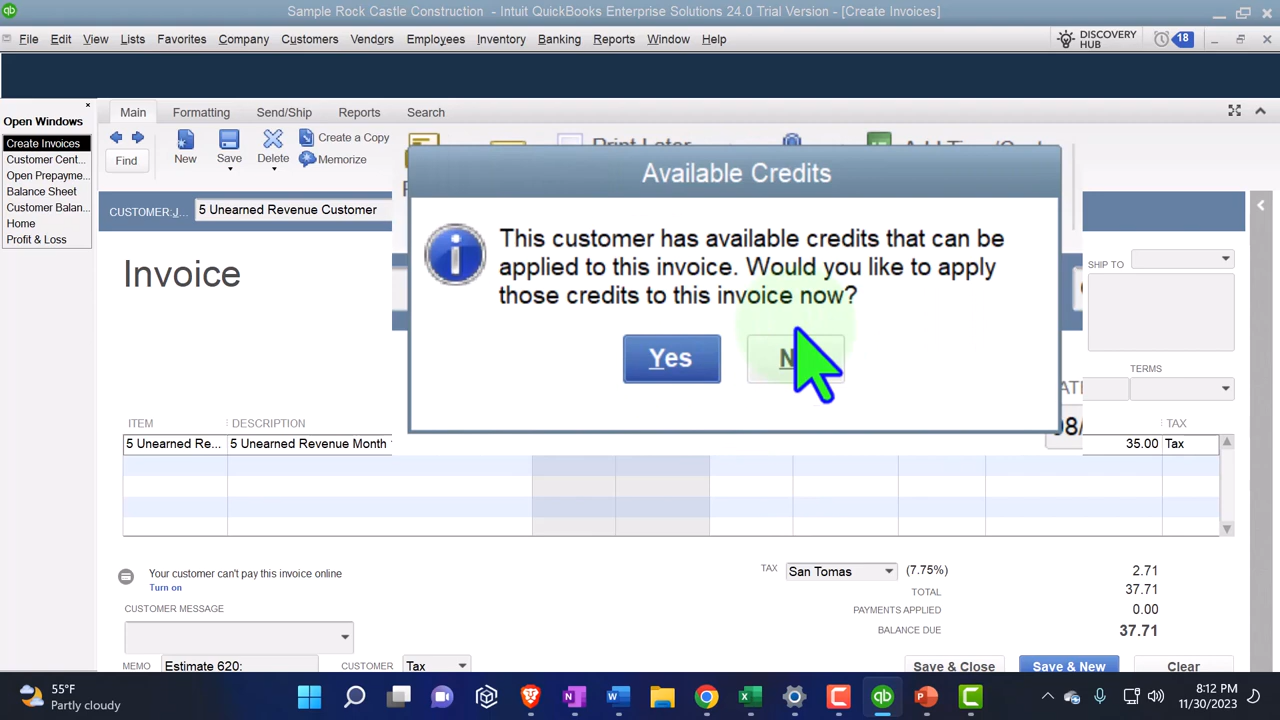 Sample Rock Castle Construction - Intuit QuickBooks Enterprise Solutions 24.0 Trial Version - [Create Invoices]
File Edit View Lists Favorites Company Customers Vendors Employees Inventory Banking Reports Window Help DISCOVERY HUB 18
Main Formatting Send/Ship Reports Search
Open Windows
Create Invoices
Customer Cent...
Open Prepayme...
Balance Sheet
Customer Balan...
Home
Profit & Loss
Find New Save Delete
Create a Copy
Memorize
CUSTOMER:J... 5 Unearned Revenue Customer
Invoice
Available Credits
This customer has available credits that can be
applied to this invoice. Would you like to apply
those credits to this invoice now?
Yes
SHIP TO
TERMS
ITEM DESCRIPTION TAX
5 Unearned Re... 5 Unearned Revenue Month 35.00 Tax
Your customer can't pay this invoice online
Turn on
TAX San Tomas (7.75%) 2.71
TOTAL 37.71
PAYMENTS APPLIED 0.00
BALANCE DUE 37.71
CUSTOMER MESSAGE
MEMO Estimate 620: CUSTOMER Tax
Save & Close Save & New Clear
55°F
Partly cloudy
8:12 PM
11/30/2023